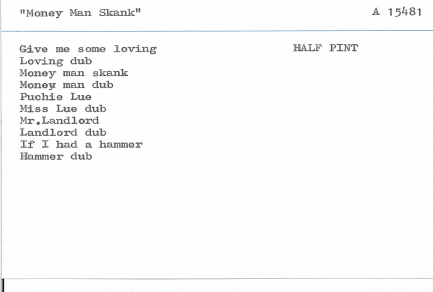 "Money Man Skank" A 15481
Give me some loving HALF PINT
Loving dub
Money man skank
Money man dub
Puchie Lue
Miss Lue dub
Mr.Landlord
Landlord dub
If I had a hammer
Hammer dub